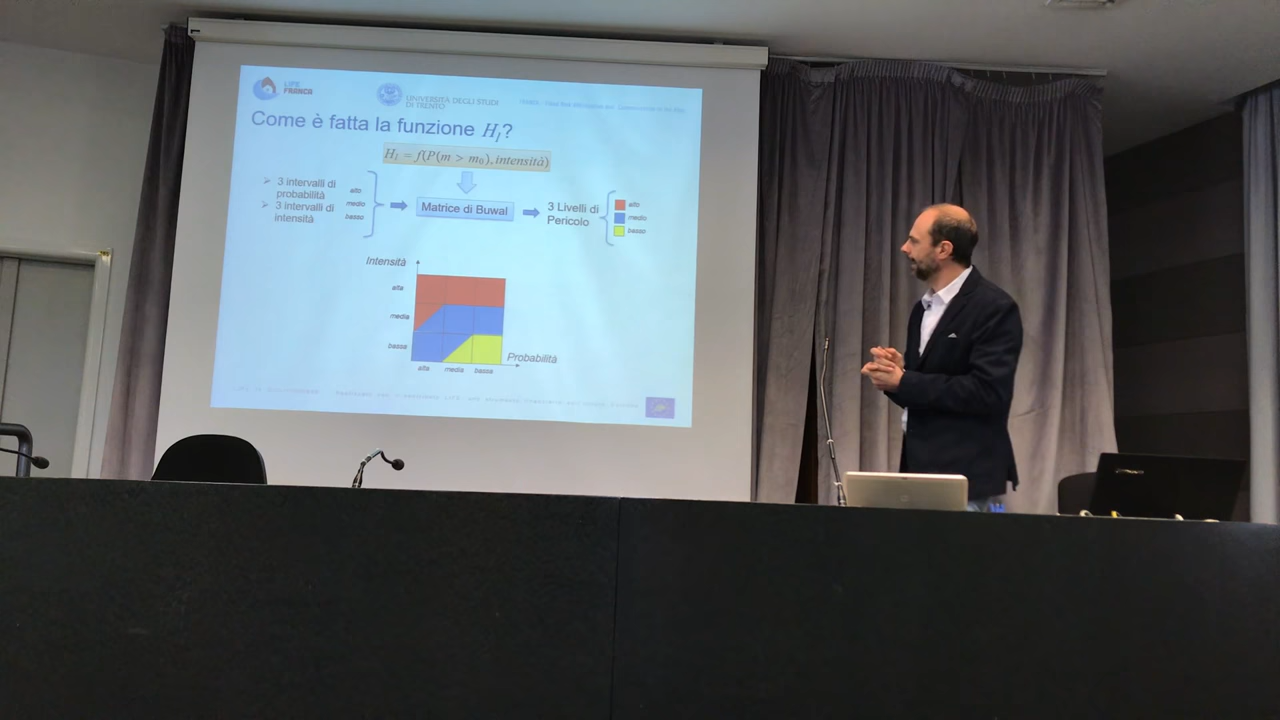 LIFE
FRANCA
UNIVERSITÀ DEGLI STUDI
DI TRENTO
Come è fatta la funzione H_l?
H_l = f(P(m > m_0), intensità)
➢ 3 intervalli di
probabilità
➢ 3 intervalli di
intensità
alto
medio
basso
Matrice di Buwal
3 Livelli di
Pericolo
alto
medio
basso
Intensità
alta
media
bassa
Probabilità
alta
media
bassa